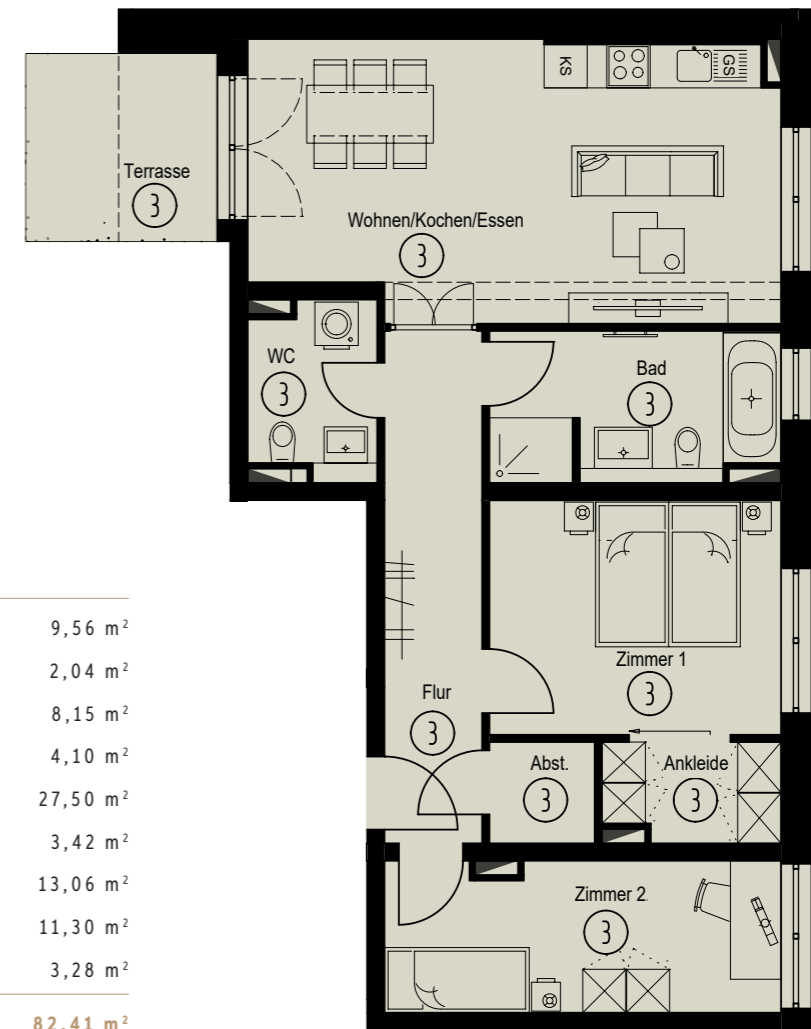 KS
GS
Terrasse
3
Wohnen/Kochen/Essen
3
WC
3
Bad
3
Zimmer 1
3
Flur
3
Abst.
3
Ankleide
3
Zimmer 2
3
9,56 m²
2,04 m²
8,15 m²
4,10 m²
27,50 m²
3,42 m²
13,06 m²
11,30 m²
3,28 m²
82,41 m²